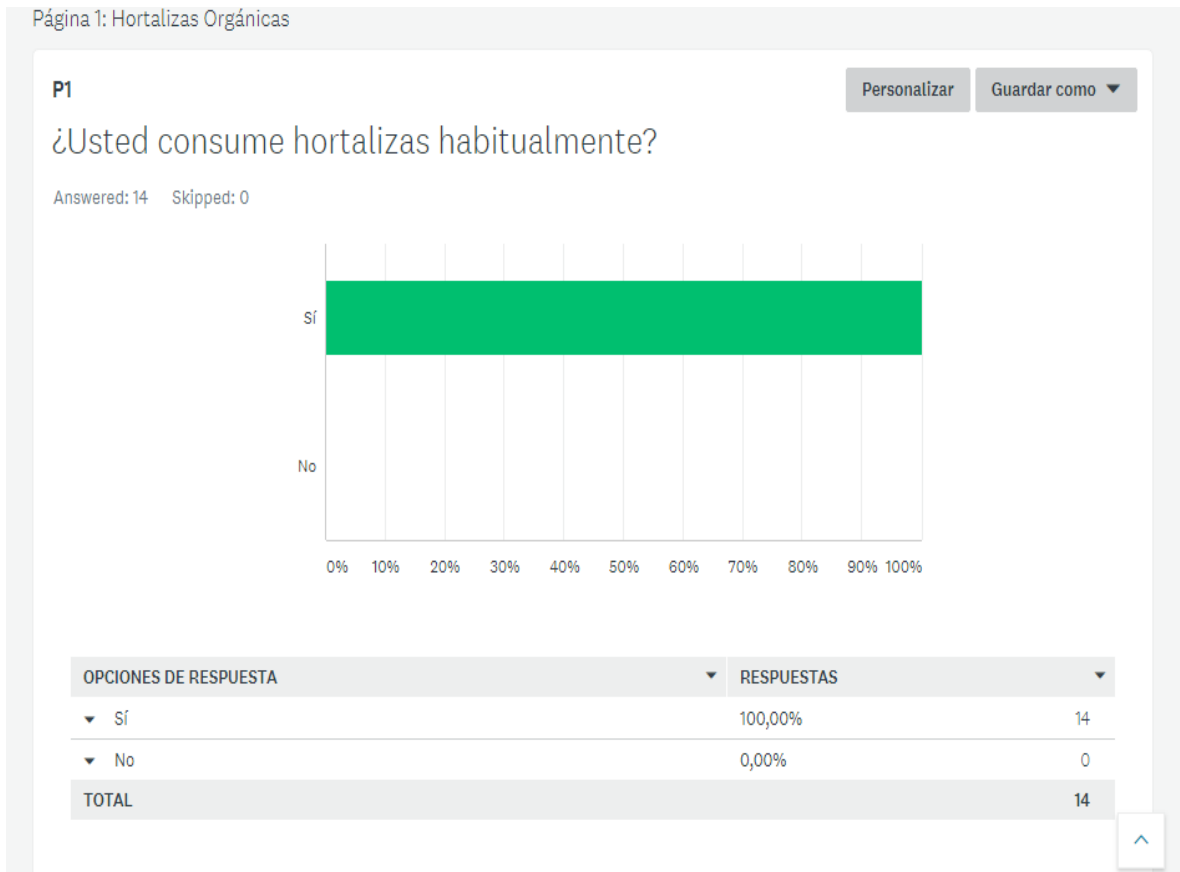 Página 1: Hortalizas Orgánicas
P1
Personalizar
Guardar como
¿Usted consume hortalizas habitualmente?
Answered: 14 Skipped: 0
Sí
No
0% 10% 20% 30% 40% 50% 60% 70% 80% 90% 100%
OPCIONES DE RESPUESTA RESPUESTAS
Sí 100,00% 14
No 0,00% 0
TOTAL 14